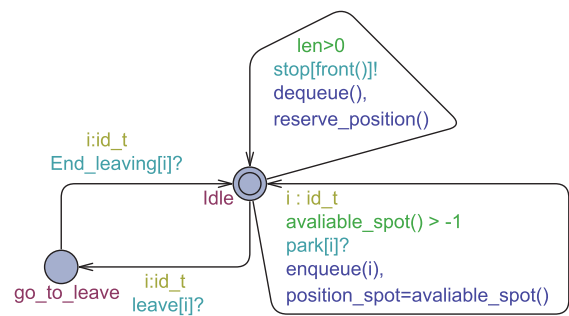 len>0
stop[front()]!
dequeue(),
reserve_position()
i:id_t
End_leaving[i]?
Idle
i : id_t
avaliable_spot() > -1
park[i]?
enqueue(i),
position_spot=avaliable_spot()
go_to_leave
i:id_t
leave[i]?